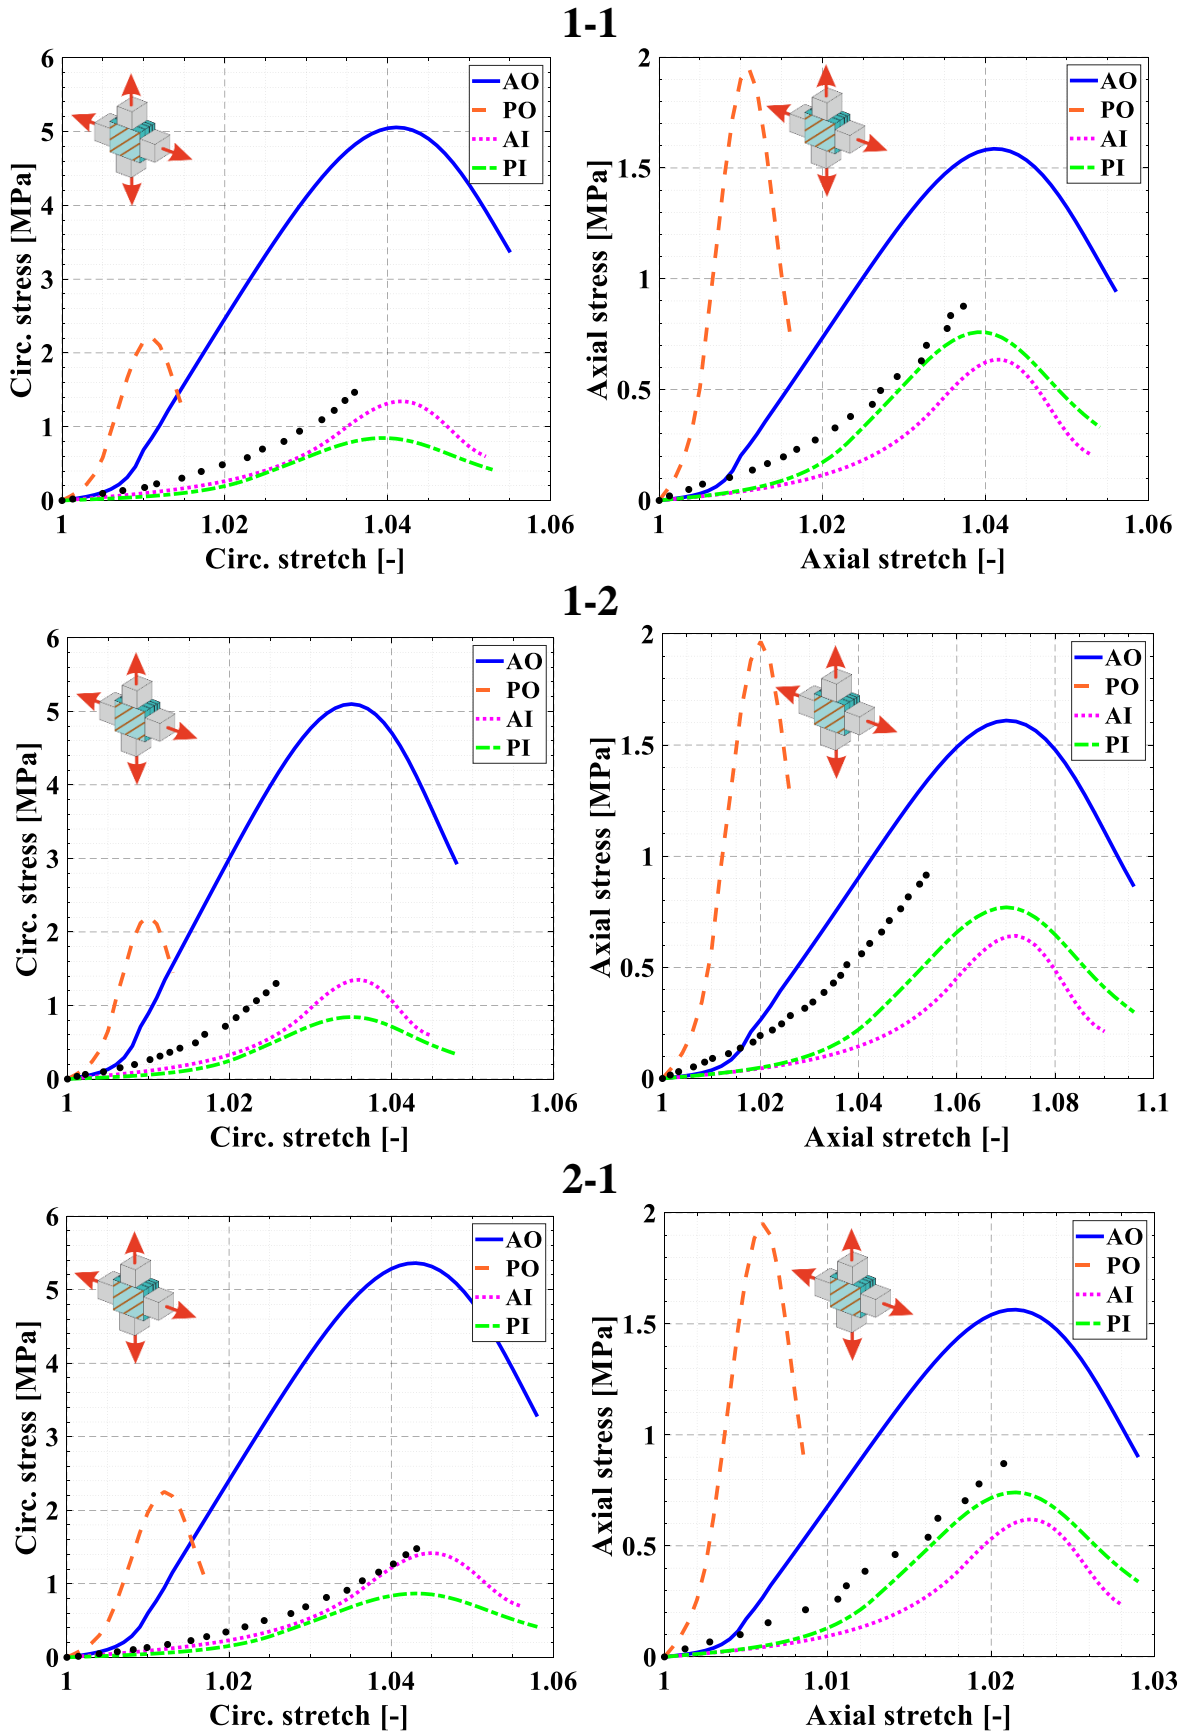 1-1
6
5
4
3
2
1
0
1
1.02
1.04
1.06
Circ. stress [MPa]
Circ. stretch [-]
AO
PO
AI
PI
2
1.5
1
0.5
0
1
1.02
1.04
1.06
Axial stress [MPa]
Axial stretch [-]
AO
PO
AI
PI
1-2
6
5
4
3
2
1
0
1
1.02
1.04
1.06
Circ. stress [MPa]
Circ. stretch [-]
AO
PO
AI
PI
2
1.5
1
0.5
0
1
1.02
1.04
1.06
1.08
1.1
Axial stress [MPa]
Axial stretch [-]
AO
PO
AI
PI
2-1
6
5
4
3
2
1
0
1
1.02
1.04
1.06
Circ. stress [MPa]
Circ. stretch [-]
AO
PO
AI
PI
2
1.5
1
0.5
0
1
1.01
1.02
1.03
Axial stress [MPa]
Axial stretch [-]
AO
PO
AI
PI